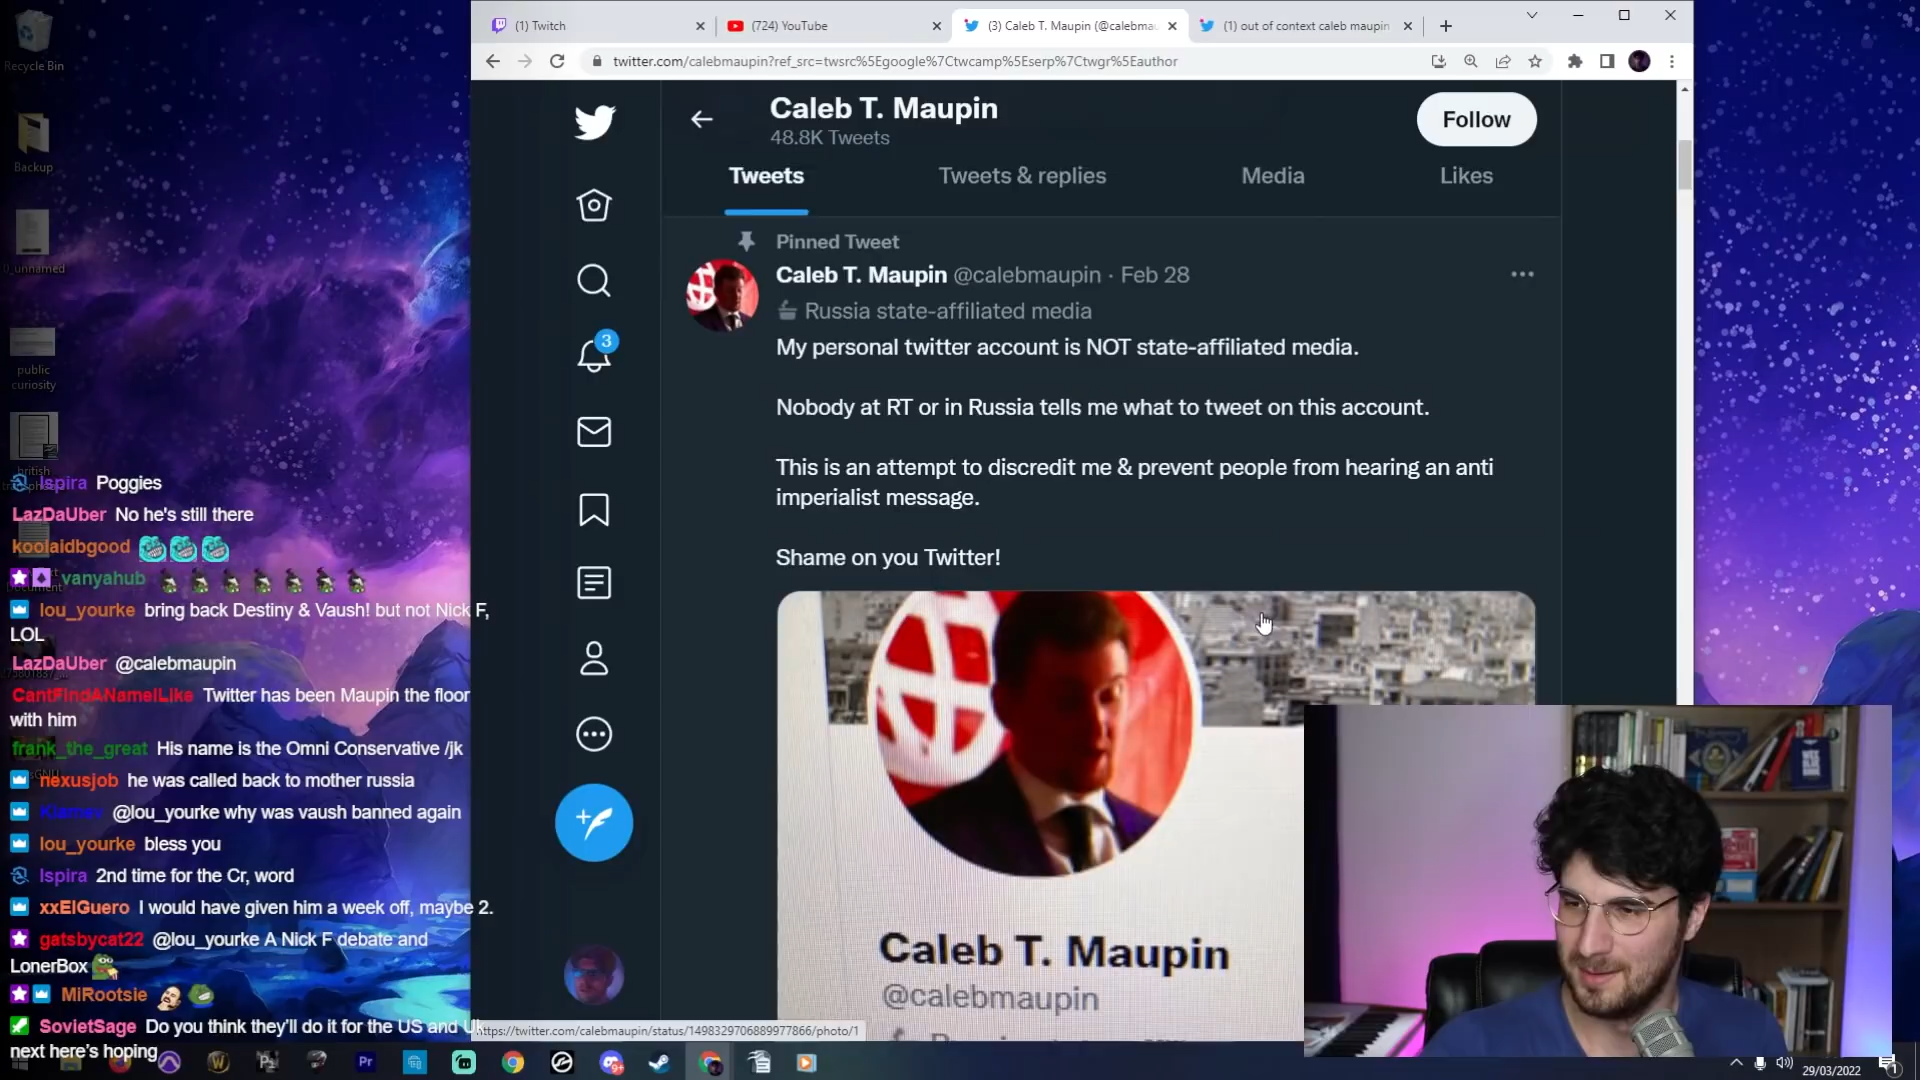 (1) Twitch
(724) YouTube
(3) Caleb T. Maupin (@calebmau
(1) out of context caleb maupin
twitter.com/calebmaupin?ref_src=twsrc%5Egoogle%7Ctwcamp%5Eserp%7Ctwgr%5Eauthor
Recycle Bin
Backup
0_unnamed
public
curiosity
british
Caleb T. Maupin
48.8K Tweets
Follow
Tweets
Tweets & replies
Media
Likes
Pinned Tweet
Caleb T. Maupin @calebmaupin · Feb 28
Russia state-affiliated media
My personal twitter account is NOT state-affiliated media.
Nobody at RT or in Russia tells me what to tweet on this account.
This is an attempt to discredit me & prevent people from hearing an anti
imperialist message.
Shame on you Twitter!
3
Caleb T. Maupin
@calebmaupin
https://twitter.com/calebmaupin/status/1498329706889977866/photo/1
Ispira Poggies
LazDaUber No he's still there
koolaidbgood
vanyahub
lou_yourke bring back Destiny & Vaush! but not Nick F,
LOL
LazDaUber @calebmaupin
CantFindANameILike Twitter has been Maupin the floor
with him
frank_the_great His name is the Omni Conservative /jk
nexusjob he was called back to mother russia
@lou_yourke why was vaush banned again
lou_yourke bless you
Ispira 2nd time for the Cr, word
xxElGuero I would have given him a week off, maybe 2.
gatsbycat22 @lou_yourke A Nick F debate and
LonerBox
MiRootsie
SovietSage Do you think they'll do it for the US and Uk
next here's hoping
Pr
29/03/2022